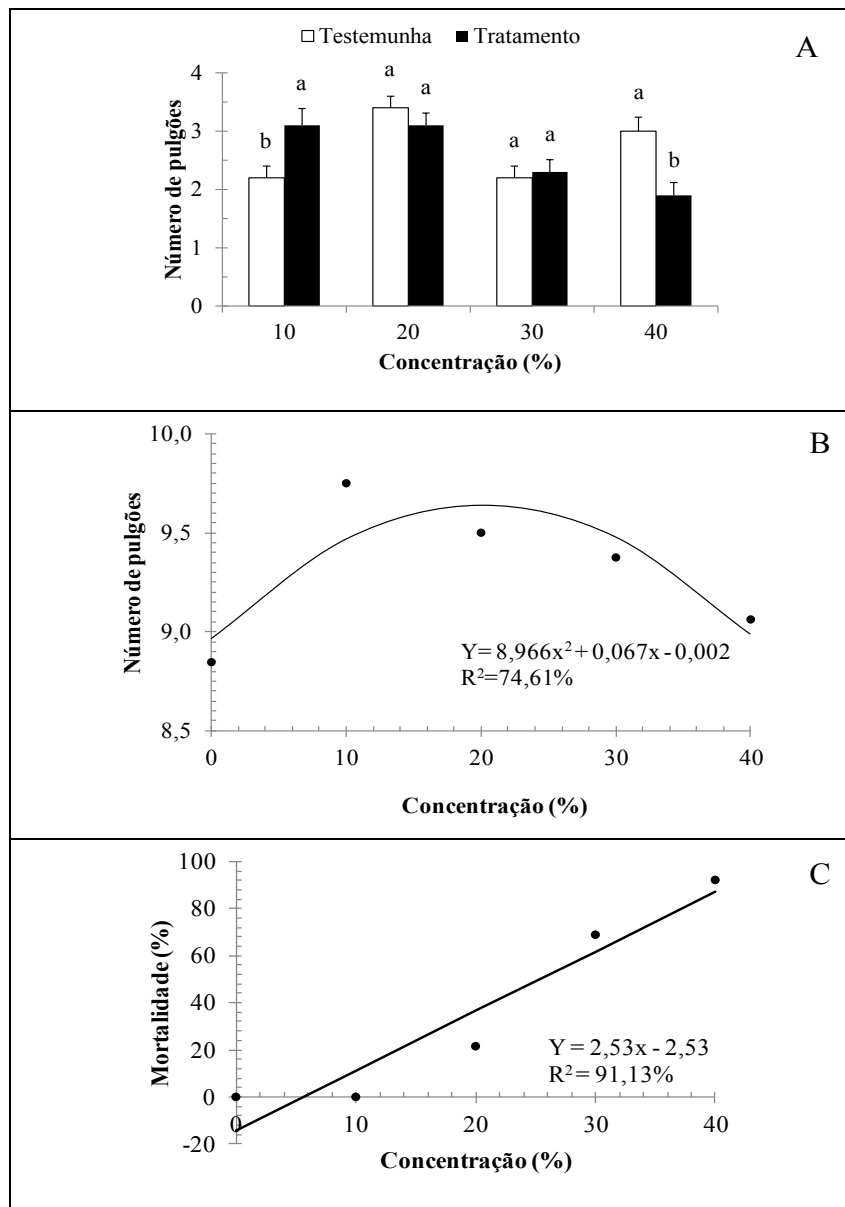 Testemunha Tratamento
A
Número de pulgões
4
3
2
1
0
b a a a a a a b
10 20 30 40
Concentração (%)
B
Número de pulgões
10,0
9,5
9,0
8,5
Y= 8,966x² + 0,067x - 0,002
R²=74,61%
0 10 20 30 40
Concentração (%)
C
Mortalidade (%)
100
80
60
40
20
0
-20
Y = 2,53x - 2,53
R² = 91,13%
0 10 20 30 40
Concentração (%)